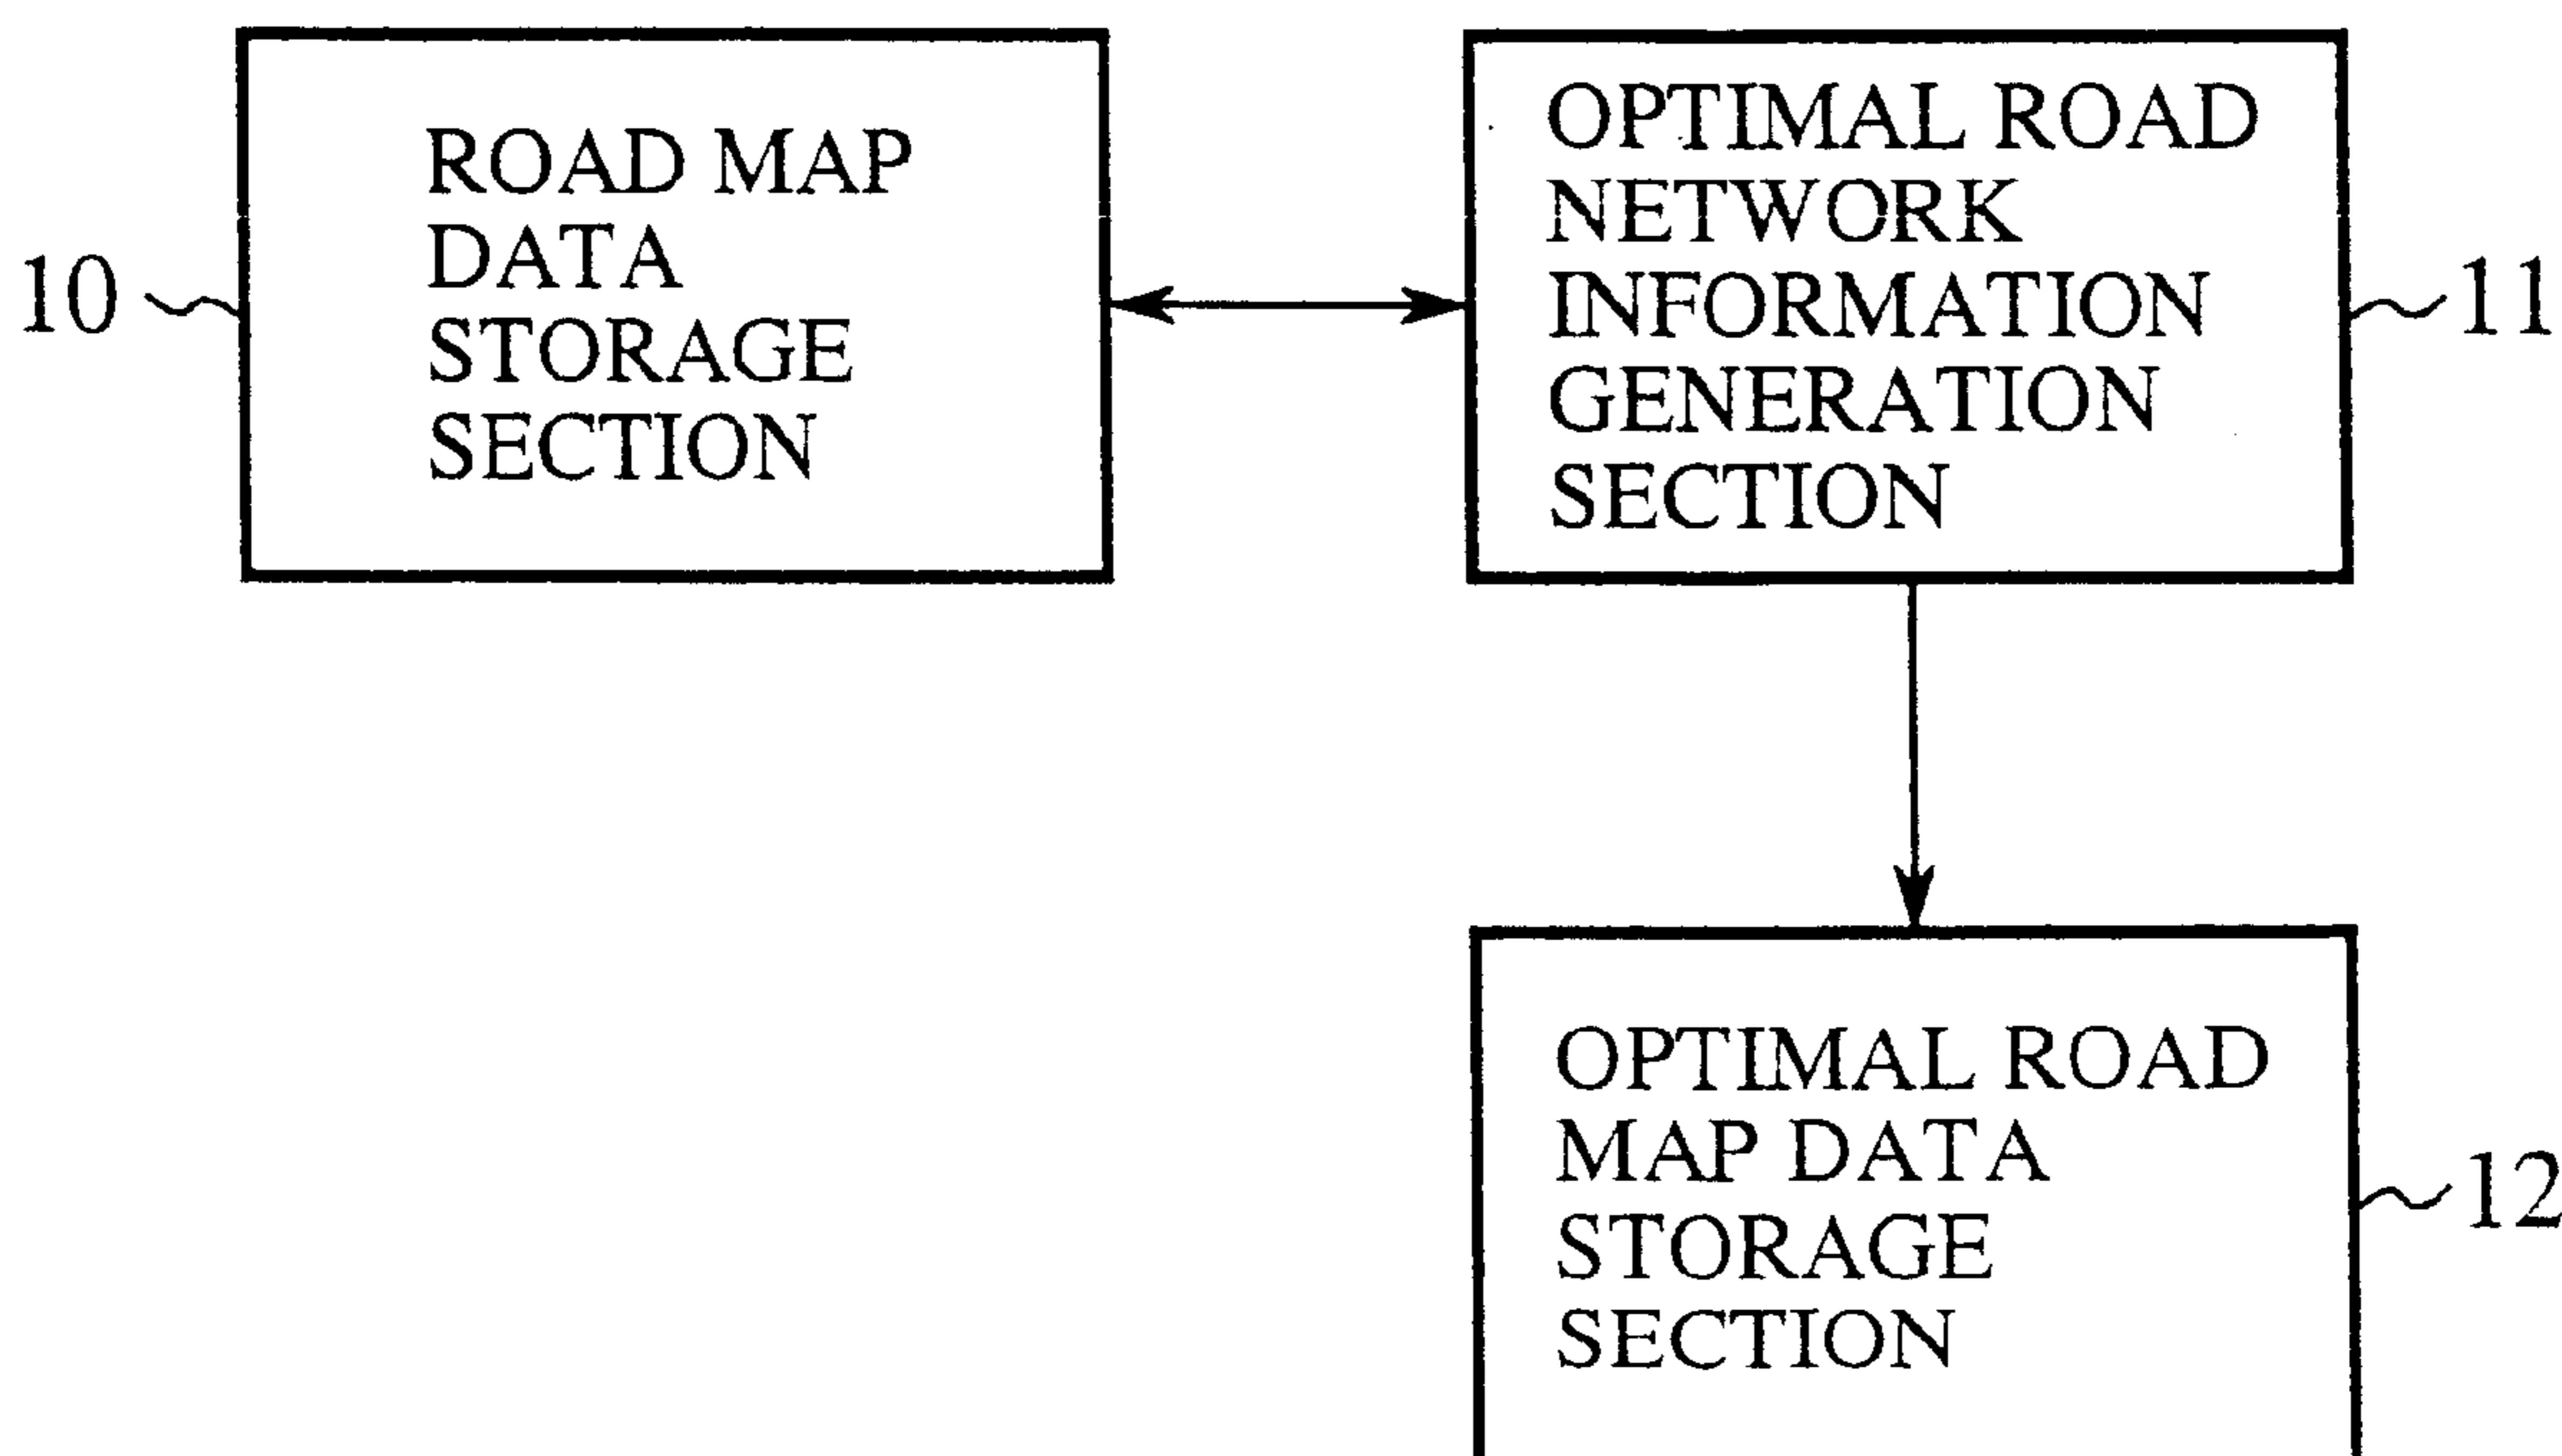 10
ROAD MAP
DATA
STORAGE
SECTION
OPTIMAL ROAD
NETWORK
INFORMATION
GENERATION
SECTION
11
OPTIMAL ROAD
MAP DATA
STORAGE
SECTION
12